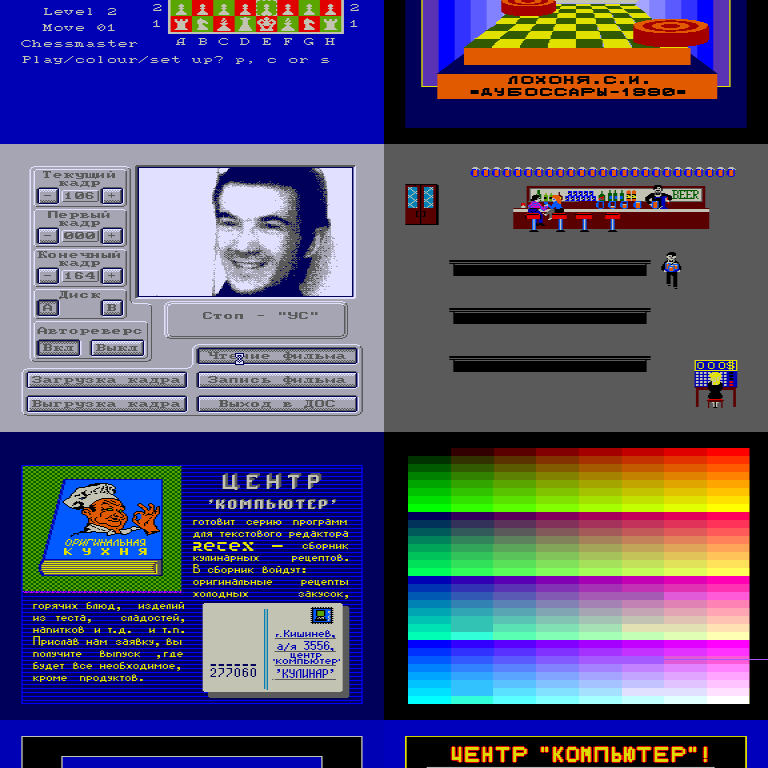 Level 2
Move 01
Chessmaster
2 2
1 1
A B C D E F G H
Play/colour/set up? p, c or s
ЛОХОНЯ.С.И.
=ДУБОССАРЫ-1990=
Текущий
кадр
- 106 +
Первый
кадр
- 000 +
Конечный
кадр
- 164 +
Диск
A B
Автореверс
Вкл Выкл
Стоп - "УС"
Чтение фильма
Загрузка кадра
Запись фильма
Выгрузка кадра
Выход в ДОС
BEER
ОРИГИНАЛЬНАЯ
КУХНЯ
ЦЕНТР
'КОМПЬЮТЕР'
готовит серию программ
для текстового редактора
ReteX — сборник
кулинарных рецептов.
В сборник войдут:
оригинальные рецепты
холодных закусок,
горячих блюд, изделий
из теста, сладостей,
напитков и т.д. и т.п.
Прислав нам заявку, вы
получите выпуск ,где
будет все необходимое,
кроме продуктов.
г.Кишинев,
а/я 3556,
центр
'компьютер'
"КУЛИНАР"
277060
ЦЕНТР "КОМПЬЮТЕР"!